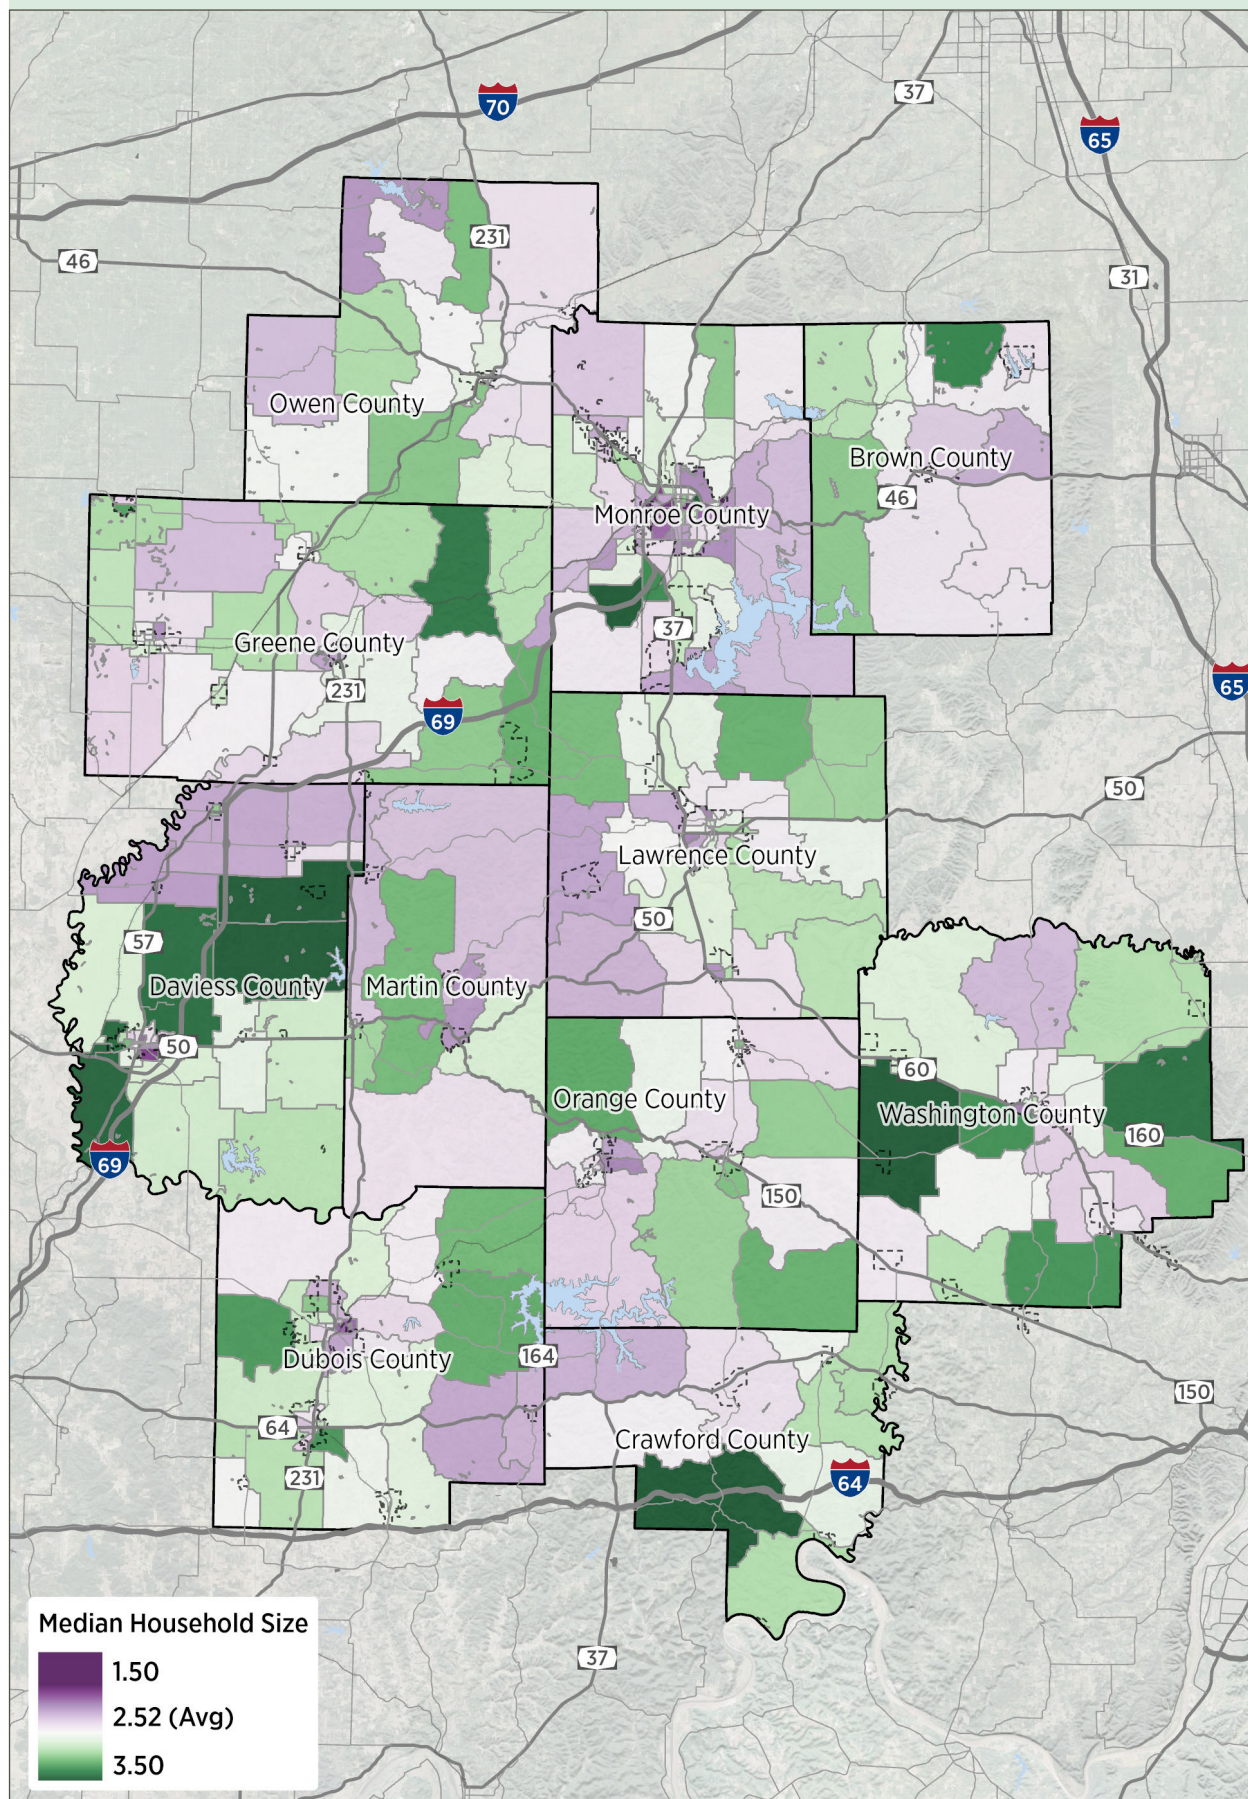 70
37
65
231
46
31
Owen County
Brown County
46
Monroe County
37
Greene County
231
65
69
50
Lawrence County
50
57
Daviess County
Martin County
50
60
Orange County
Washington County
160
69
150
164
Dubois County
150
64
Crawford County
231
64
Median Household Size
1.50
2.52 (Avg)
3.50
37